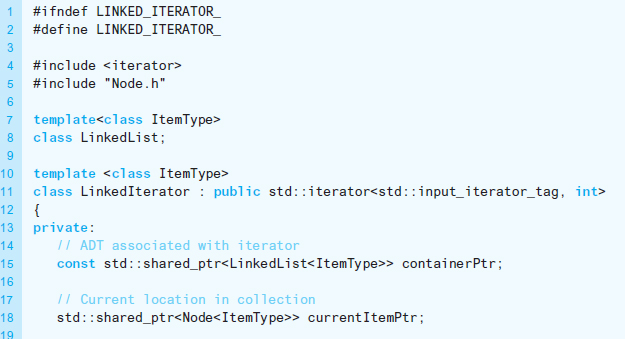 1 #ifndef LINKED_ITERATOR_
2 #define LINKED_ITERATOR_
3
4 #include <iterator>
5 #include "Node.h"
6
7 template<class ItemType>
8 class LinkedList;
9
10 template <class ItemType>
11 class LinkedIterator : public std::iterator<std::input_iterator_tag, int>
12 {
13 private:
14    // ADT associated with iterator
15    const std::shared_ptr<LinkedList<ItemType>> containerPtr;
16
17    // Current location in collection
18    std::shared_ptr<Node<ItemType>> currentItemPtr;
19